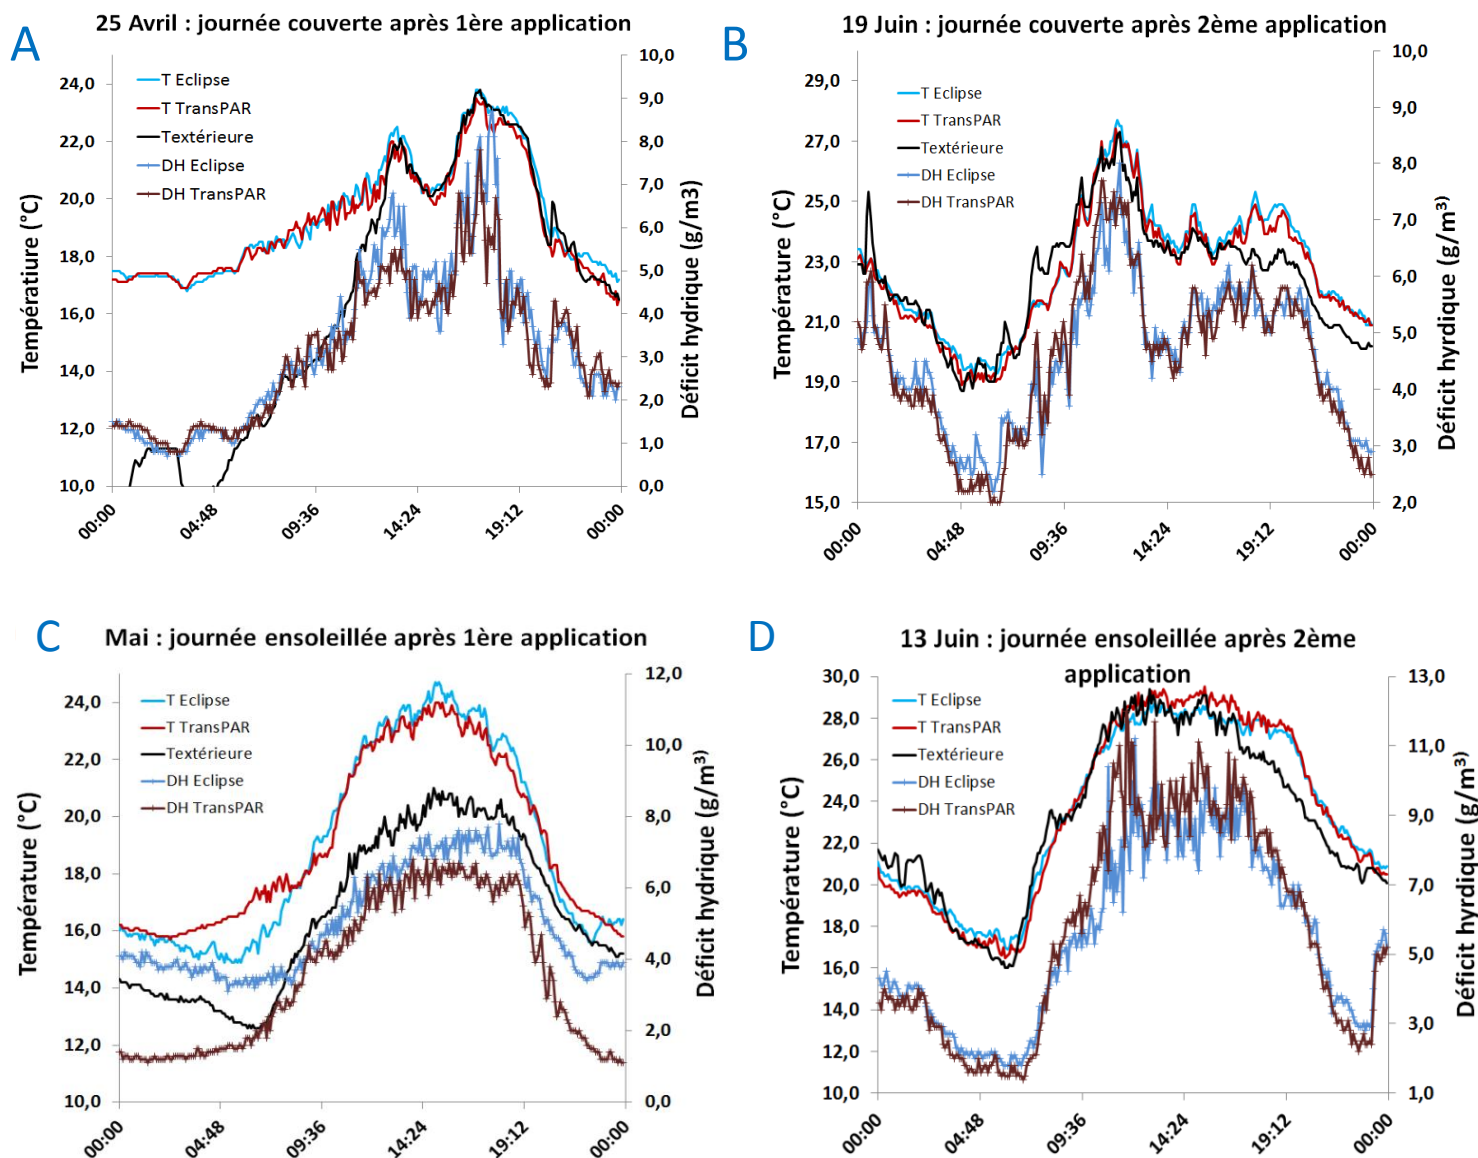 A
25 Avril : journée couverte après 1ère application
24,0
22,0
20,0
18,0
16,0
14,0
12,0
10,0
Températiure (°C)
T Eclipse
T TransPAR
Textérieure
DH Eclipse
DH TransPAR
10,0
9,0
8,0
7,0
6,0
5,0
4,0
3,0
2,0
1,0
0,0
Déficit hydrique (g/m3)
00:00
04:48
09:36
14:24
19:12
00:00
B
19 Juin : journée couverte après 2ème application
29,0
27,0
25,0
23,0
21,0
19,0
17,0
15,0
Température (°C)
T Eclipse
T TransPAR
Textérieure
DH Eclipse
DH TransPAR
10,0
9,0
8,0
7,0
6,0
5,0
4,0
3,0
2,0
Déficit hyrdique (g/m³)
00:00
04:48
09:36
14:24
19:12
00:00
C
Mai : journée ensoleillée après 1ère application
24,0
22,0
20,0
18,0
16,0
14,0
12,0
10,0
Température (°C)
T Eclipse
T TransPAR
Textérieure
DH Eclipse
DH TransPAR
12,0
10,0
8,0
6,0
4,0
2,0
0,0
Déficit hydrique (g/m³)
00:00
04:48
09:36
14:24
19:12
00:00
D
13 Juin : journée ensoleillée après 2ème
application
30,0
28,0
26,0
24,0
22,0
20,0
18,0
16,0
14,0
12,0
10,0
Température (°C)
T Eclipse
T TransPAR
Textérieure
DH Eclipse
DH TransPAR
13,0
11,0
9,0
7,0
5,0
3,0
1,0
Déficit hydrique (g/m³)
00:00
04:48
09:36
14:24
19:12
00:00